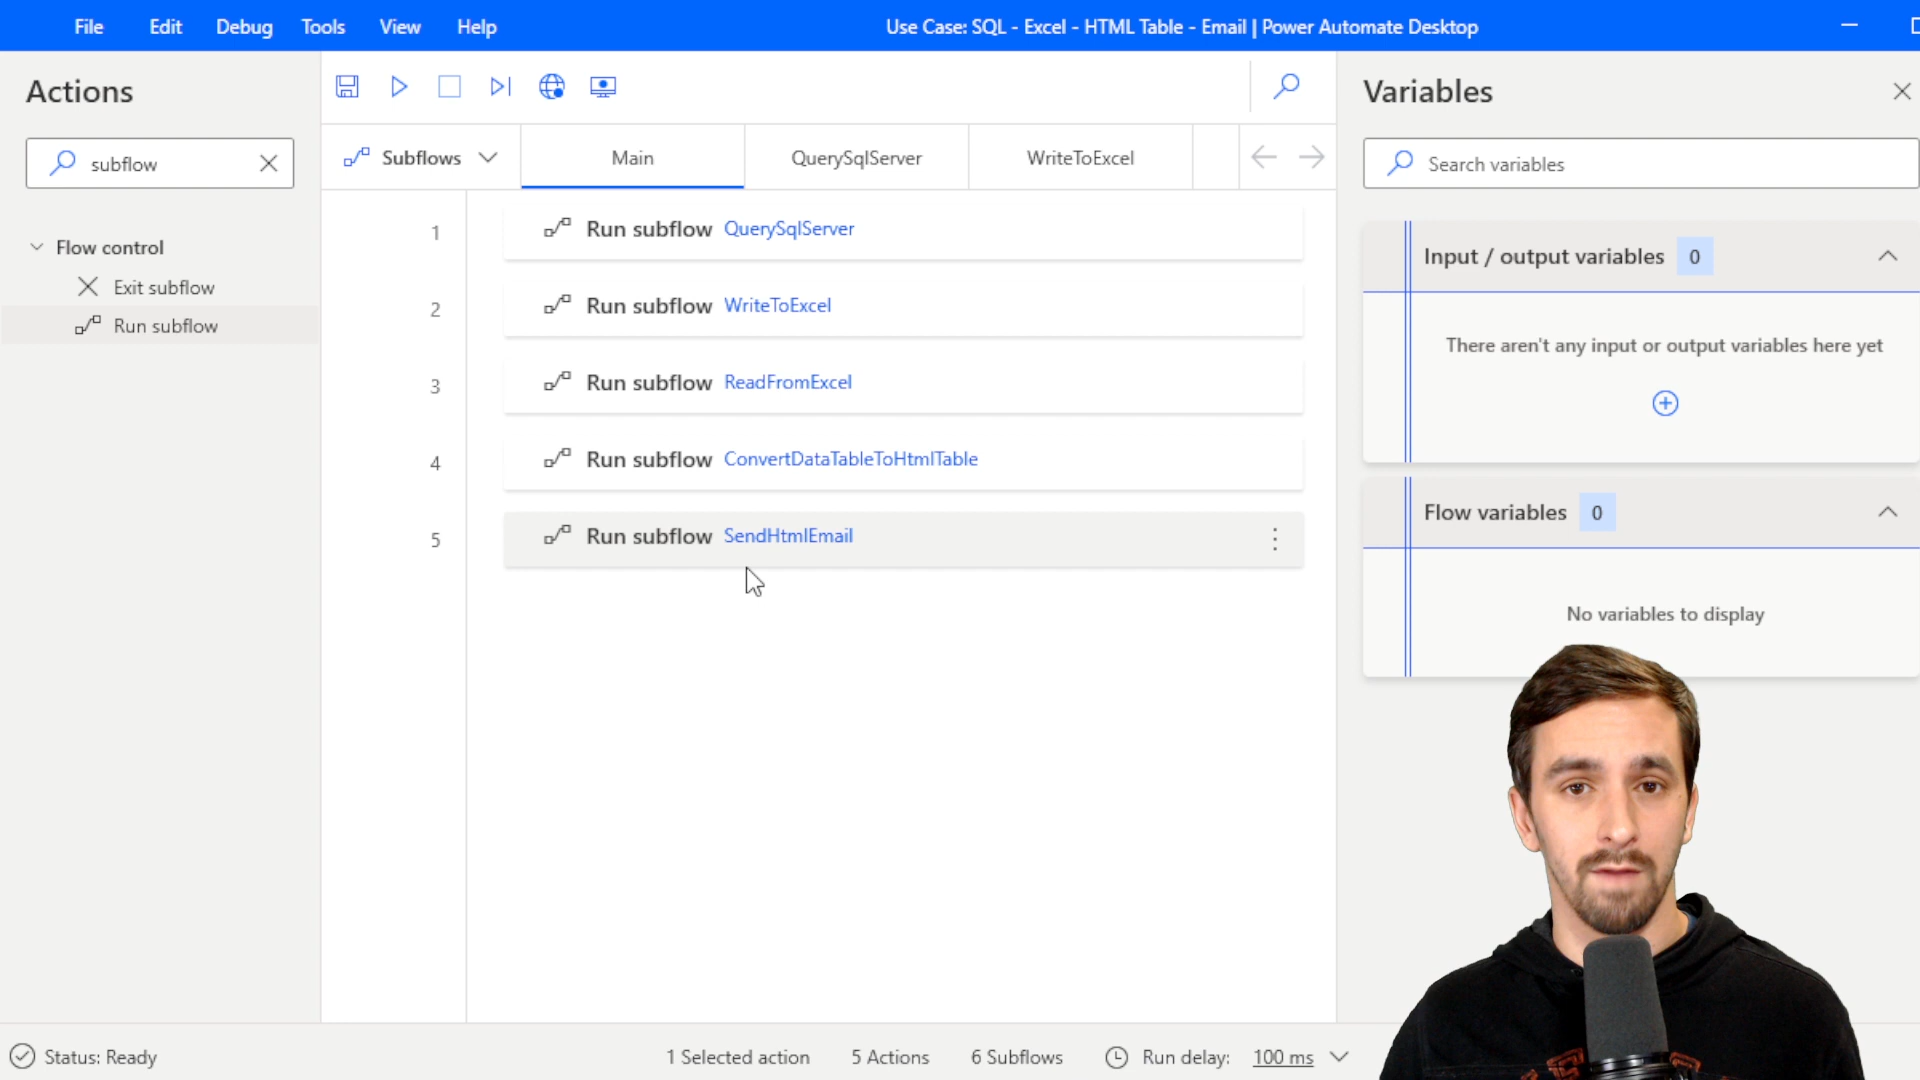 File Edit Debug Tools View Help
Use Case: SQL - Excel - HTML Table - Email | Power Automate Desktop
Actions
subflow
Flow control
Exit subflow
Run subflow
Subflows
Main
QuerySqlServer
WriteToExcel
1 Run subflow QuerySqlServer
2 Run subflow WriteToExcel
3 Run subflow ReadFromExcel
4 Run subflow ConvertDataTableToHtmlTable
5 Run subflow SendHtmlEmail
Variables
Search variables
Input / output variables 0
There aren't any input or output variables here yet
Flow variables 0
No variables to display
Status: Ready
1 Selected action
5 Actions
6 Subflows
Run delay: 100 ms